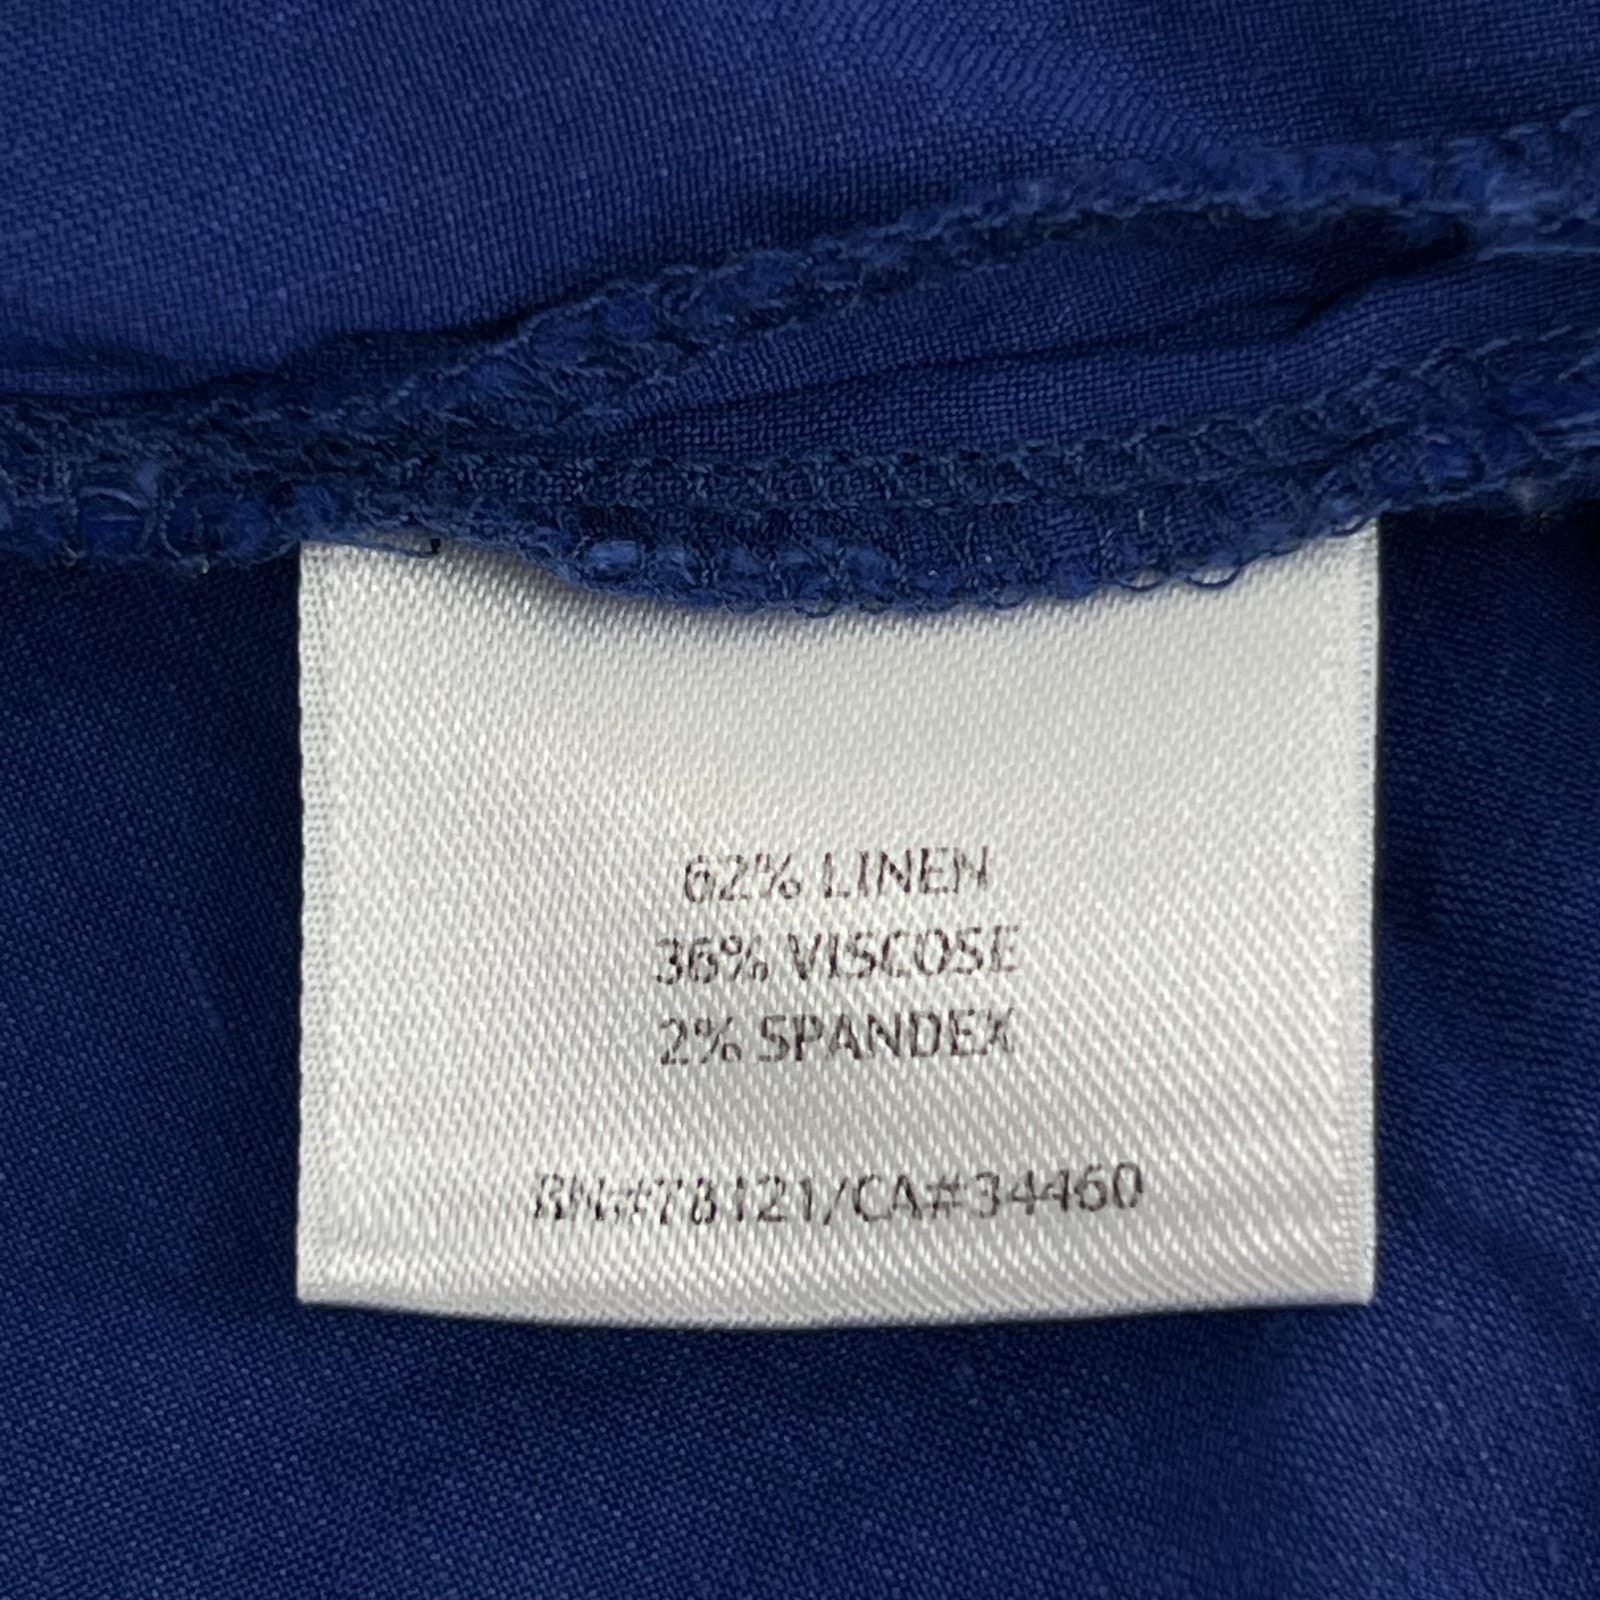 62% LINEN
36% VISCOSE
2% SPANDEX
RN#78121/CA#34460